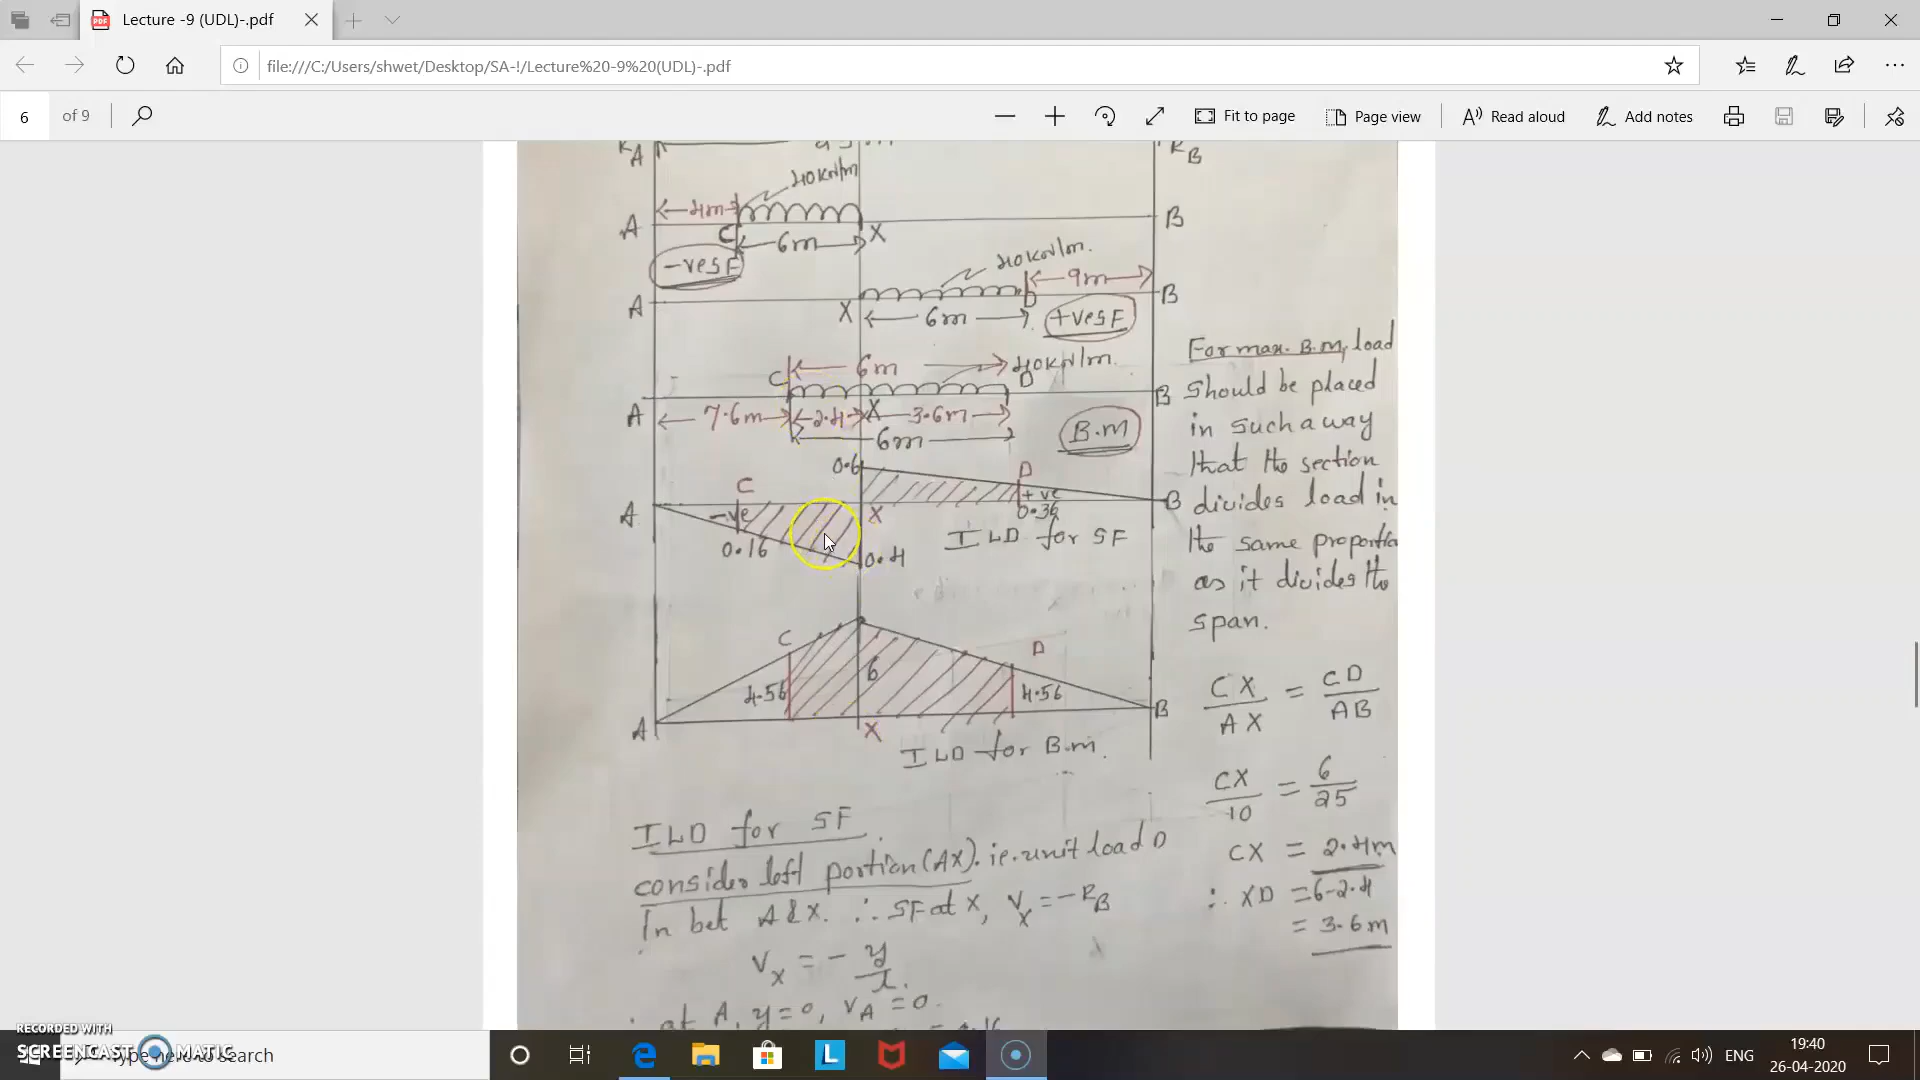 Lecture -9 (UDL)-.pdf
file:///C:/Users/shwet/Desktop/SA-!/Lecture%20-9%20(UDL)-.pdf
6 of 9
Fit to page
Page view
Read aloud
Add notes
RA
RB
40kN/m
4m
A
C
6m
X
B
-ve SF
40kN/m.
9m
A
X
6m
D
B
+ve SF
6m
40kN/m.
C
D
A
7.6m
2.4
X
3.6m
B
6m
B.M
For max. B.M, load
should be placed
in such a way
that the section
divides load in
the same proportio
as it divides the
span.
0.6
D
C
A
-ve
X
+ve
0.36
B
0.16
0.4
ILD for SF
C
D
4.56
6
4.56
A
X
B
ILD for B.m.
CX/AX = CD/AB
CX/10 = 6/25
CX = 2.4m
∴ XD = 6-2.4
= 3.6m
ILD for SF
consider left portion (AX). ie. unit load
In bet A & X. ∴ SF at X, Vx = -RB
Vx = - y/l.
at A, y=0, VA = 0.
RECORDED WITH
SCREENCAST MATIC
Type here to search
ENG
19:40
26-04-2020